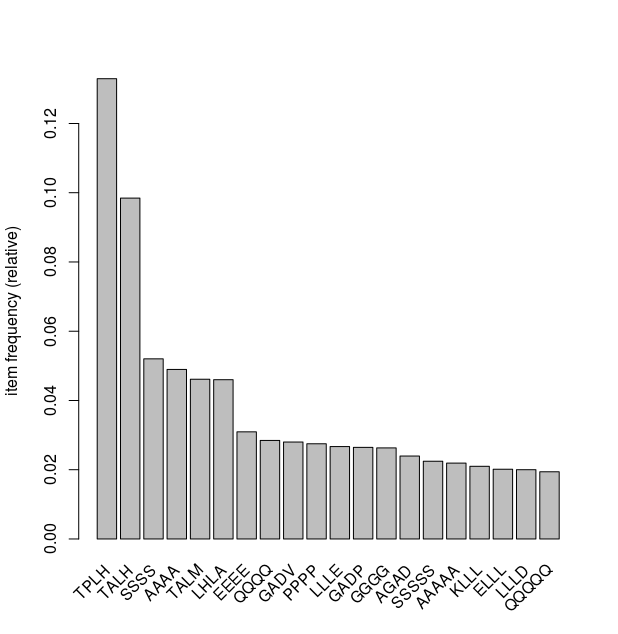 item frequency (relative)
0.12
0.10
0.08
0.06
0.04
0.02
0.00
TPLH
TALH
SSSS
AAAA
TALM
LHLA
EEEE
QQQQ
GADV
PPPP
LLLE
GADP
GGGG
AGAD
SSSSS
AAAAA
KLLL
ELLL
LLLD
QQQQQ